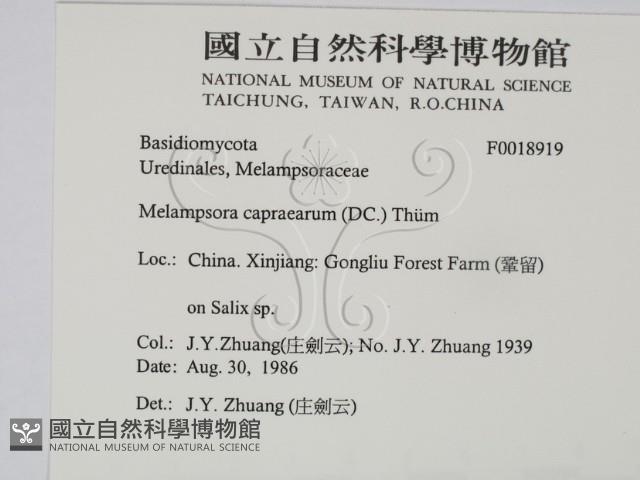 國立自然科學博物館
NATIONAL MUSEUM OF NATURAL SCIENCE
TAICHUNG, TAIWAN, R.O.CHINA
Basidiomycota F0018919
Uredinales, Melampsoraceae
Melampsora capraearum (DC.) Thüm
Loc.: China. Xinjiang: Gongliu Forest Farm (鞏留)
on Salix sp.
Col.: J.Y.Zhuang(庄劍云); No. J.Y. Zhuang 1939
Date: Aug. 30, 1986
Det.: J.Y. Zhuang (庄劍云)
國立自然科學博物館
NATIONAL MUSEUM OF NATURAL SCIENCE